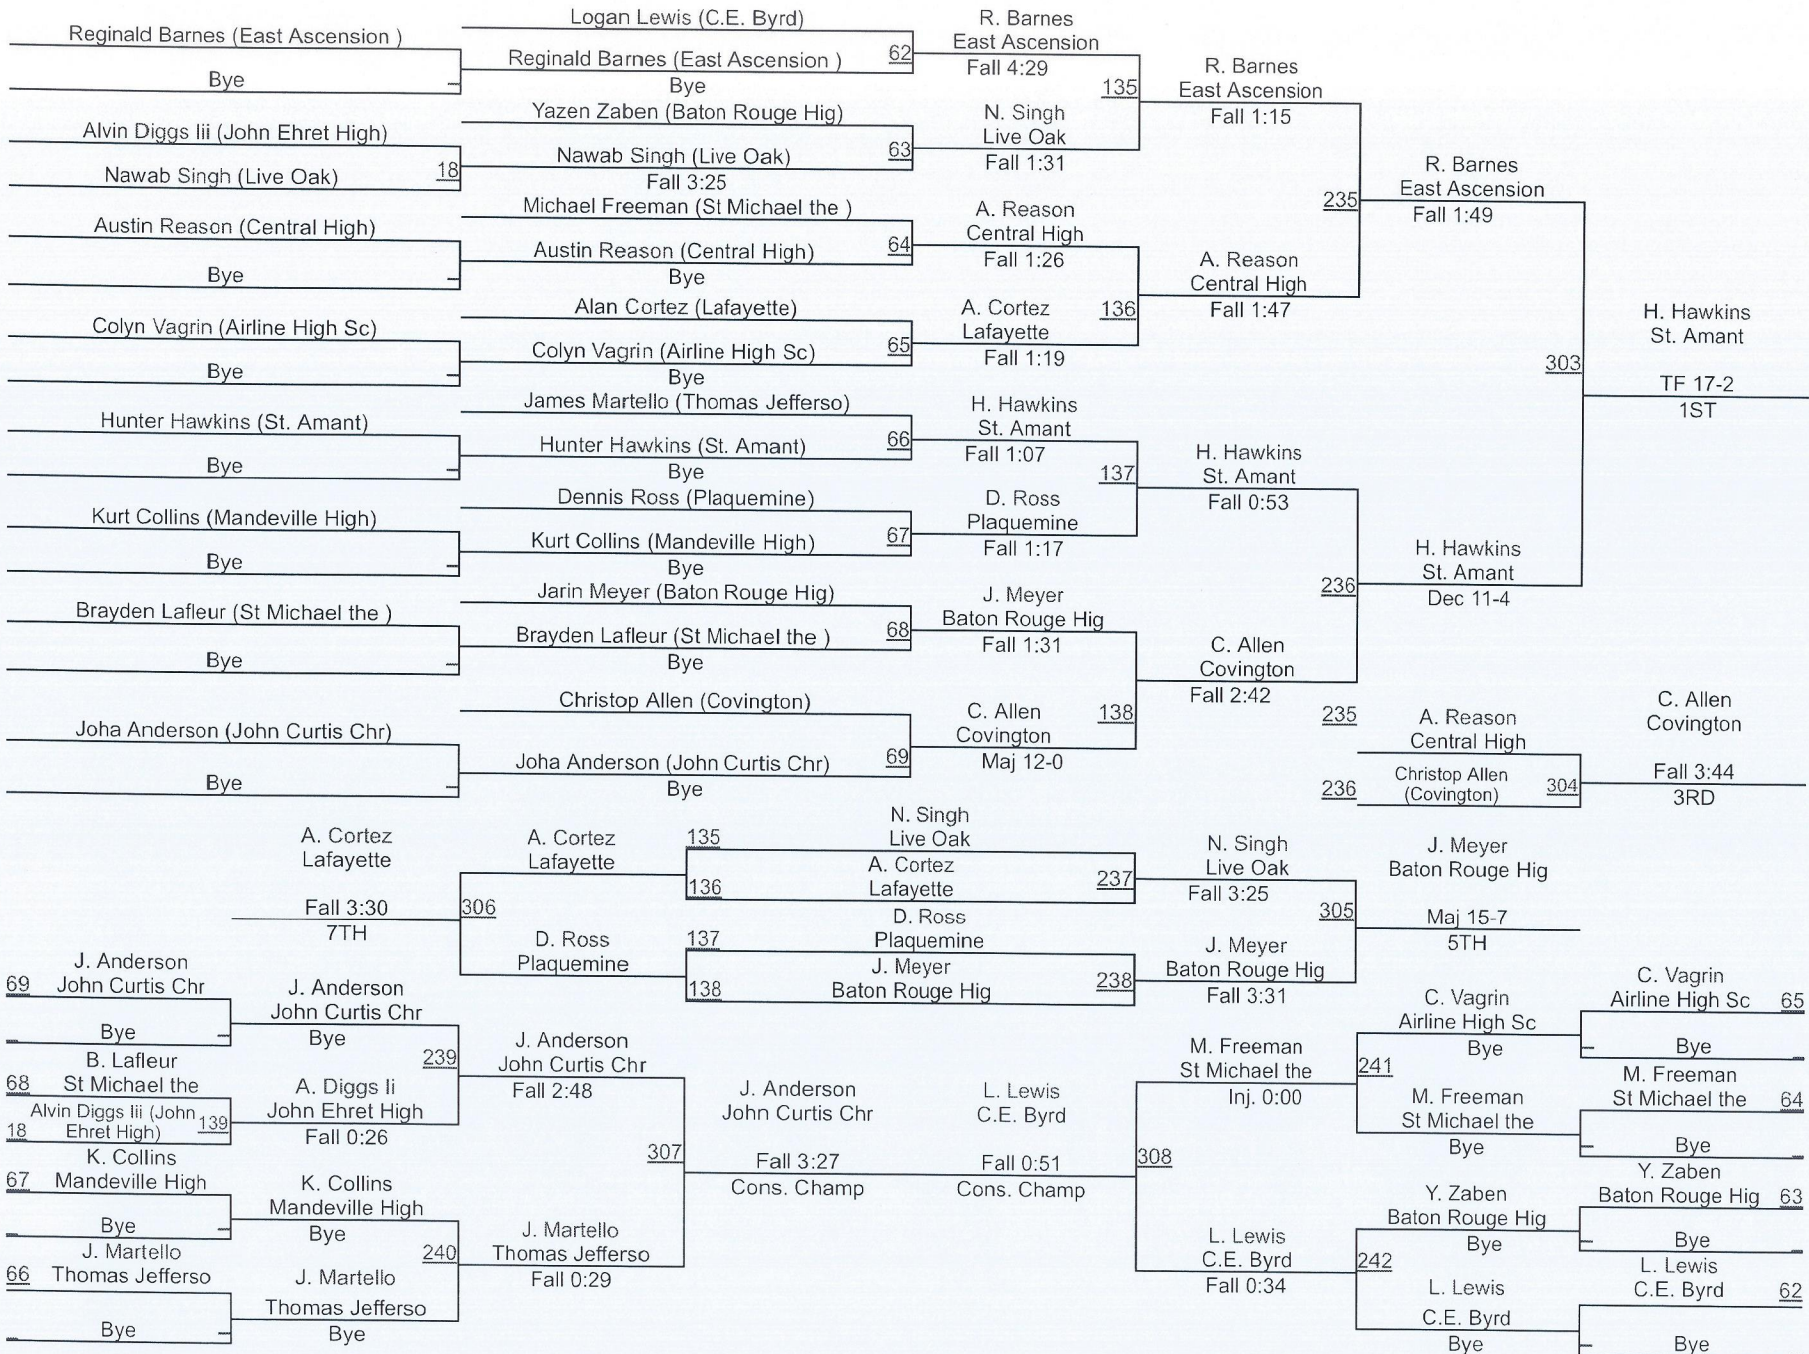 Reginald Barnes (East Ascension )
Bye
Alvin Diggs Iii (John Ehret High)
18
Nawab Singh (Live Oak)
Austin Reason (Central High)
Bye
Colyn Vagrin (Airline High Sc)
Bye
Hunter Hawkins (St. Amant)
Bye
Kurt Collins (Mandeville High)
Bye
Brayden Lafleur (St Michael the )
Bye
Joha Anderson (John Curtis Chr)
Bye
Logan Lewis (C.E. Byrd)
62
Reginald Barnes (East Ascension )
Bye
Yazen Zaben (Baton Rouge Hig)
63
Nawab Singh (Live Oak)
Fall 3:25
Michael Freeman (St Michael the )
64
Austin Reason (Central High)
Bye
Alan Cortez (Lafayette)
65
Colyn Vagrin (Airline High Sc)
Bye
James Martello (Thomas Jefferso)
66
Hunter Hawkins (St. Amant)
Bye
Dennis Ross (Plaquemine)
67
Kurt Collins (Mandeville High)
Bye
Jarin Meyer (Baton Rouge Hig)
68
Brayden Lafleur (St Michael the )
Bye
Christop Allen (Covington)
69
Joha Anderson (John Curtis Chr)
Bye
R. Barnes
East Ascension
Fall 4:29
135
N. Singh
Live Oak
Fall 1:31
A. Reason
Central High
Fall 1:26
136
A. Cortez
Lafayette
Fall 1:19
H. Hawkins
St. Amant
Fall 1:07
137
D. Ross
Plaquemine
Fall 1:17
J. Meyer
Baton Rouge Hig
Fall 1:31
138
C. Allen
Covington
Maj 12-0
R. Barnes
East Ascension
Fall 1:15
235
A. Reason
Central High
Fall 1:47
H. Hawkins
St. Amant
Fall 0:53
236
C. Allen
Covington
Fall 2:42
R. Barnes
East Ascension
Fall 1:49
303
H. Hawkins
St. Amant
Dec 11-4
H. Hawkins
St. Amant
TF 17-2
1ST
235
A. Reason
Central High
236
Christop Allen
(Covington)
304
C. Allen
Covington
Fall 3:44
3RD
A. Cortez
Lafayette
Fall 3:30
7TH
A. Cortez
Lafayette
306
D. Ross
Plaquemine
N. Singh
135
Live Oak
A. Cortez
136
Lafayette
237
D. Ross
137
Plaquemine
J. Meyer
138
Baton Rouge Hig
238
N. Singh
Live Oak
Fall 3:25
305
J. Meyer
Baton Rouge Hig
Fall 3:31
J. Meyer
Baton Rouge Hig
Maj 15-7
5TH
J. Anderson
69
John Curtis Chr
Bye
B. Lafleur
68
St Michael the
Alvin Diggs Iii (John
139
18
Ehret High)
K. Collins
67
Mandeville High
Bye
J. Martello
66
Thomas Jefferso
Bye
J. Anderson
John Curtis Chr
Bye
239
A. Diggs Ii
John Ehret High
Fall 0:26
K. Collins
Mandeville High
Bye
240
J. Martello
Thomas Jefferso
Bye
J. Anderson
John Curtis Chr
Fall 2:48
307
J. Martello
Thomas Jefferso
Fall 0:29
J. Anderson
John Curtis Chr
Fall 3:27
Cons. Champ
L. Lewis
C.E. Byrd
Fall 0:51
Cons. Champ
308
M. Freeman
St Michael the
Inj. 0:00
L. Lewis
C.E. Byrd
Fall 0:34
C. Vagrin
Airline High Sc
Bye
241
M. Freeman
St Michael the
Bye
Y. Zaben
Baton Rouge Hig
Bye
242
L. Lewis
C.E. Byrd
Bye
C. Vagrin
Airline High Sc
65
Bye
M. Freeman
St Michael the
64
Bye
Y. Zaben
Baton Rouge Hig
63
Bye
L. Lewis
C.E. Byrd
62
Bye